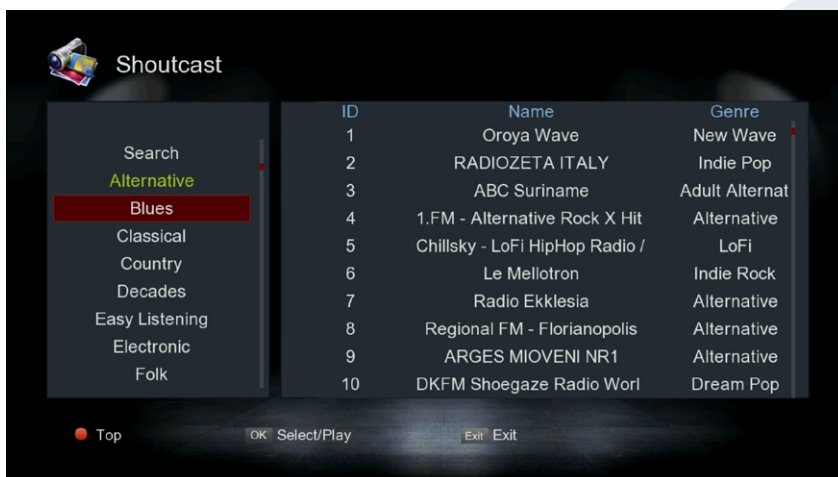 Shoutcast
Search
Alternative
Blues
Classical
Country
Decades
Easy Listening
Electronic
Folk
ID Name Genre
1 Oroya Wave New Wave
2 RADIOZETA ITALY Indie Pop
3 ABC Suriname Adult Alternat
4 1.FM - Alternative Rock X Hit Alternative
5 Chillsky - LoFi HipHop Radio / LoFi
6 Le Mellotron Indie Rock
7 Radio Ekklesia Alternative
8 Regional FM - Florianopolis Alternative
9 ARGES MIOVENI NR1 Alternative
10 DKFM Shoegaze Radio Worl Dream Pop
Top OK Select/Play Exit Exit